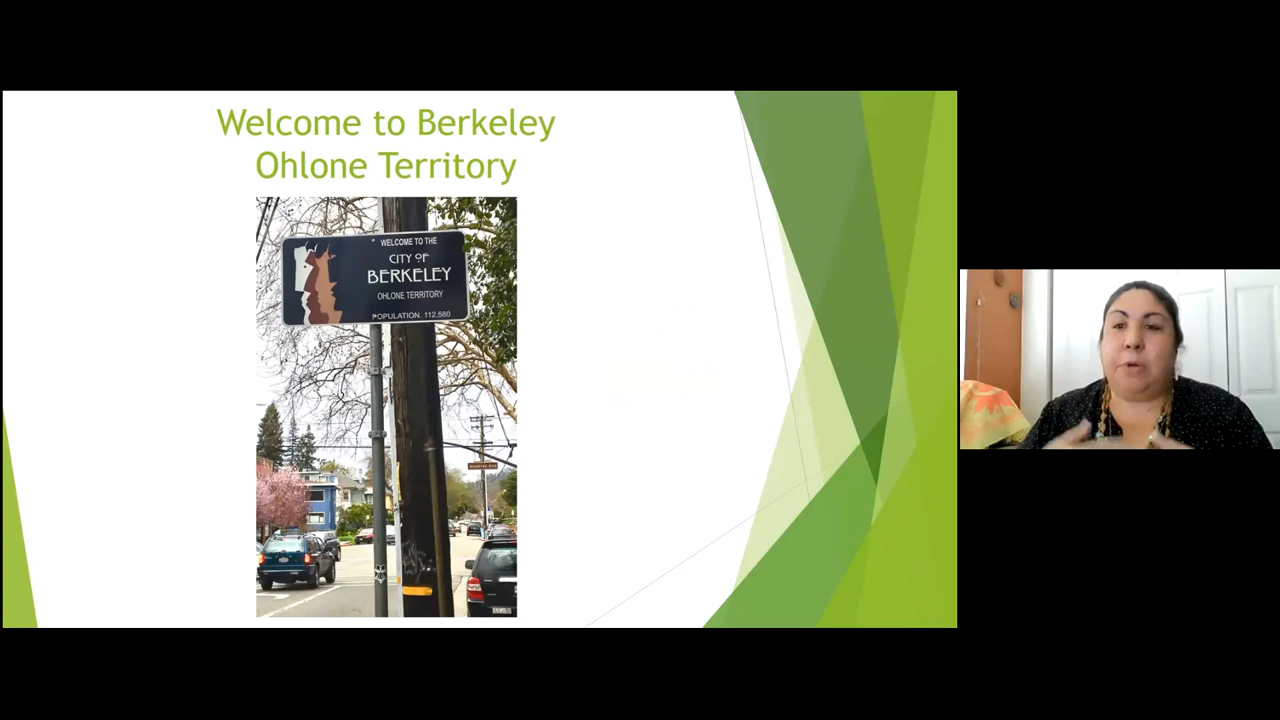 Welcome to Berkeley
Ohlone Territory
WELCOME TO THE
CITY OF
BERKELEY
OHLONE TERRITORY
POPULATION. 112,580